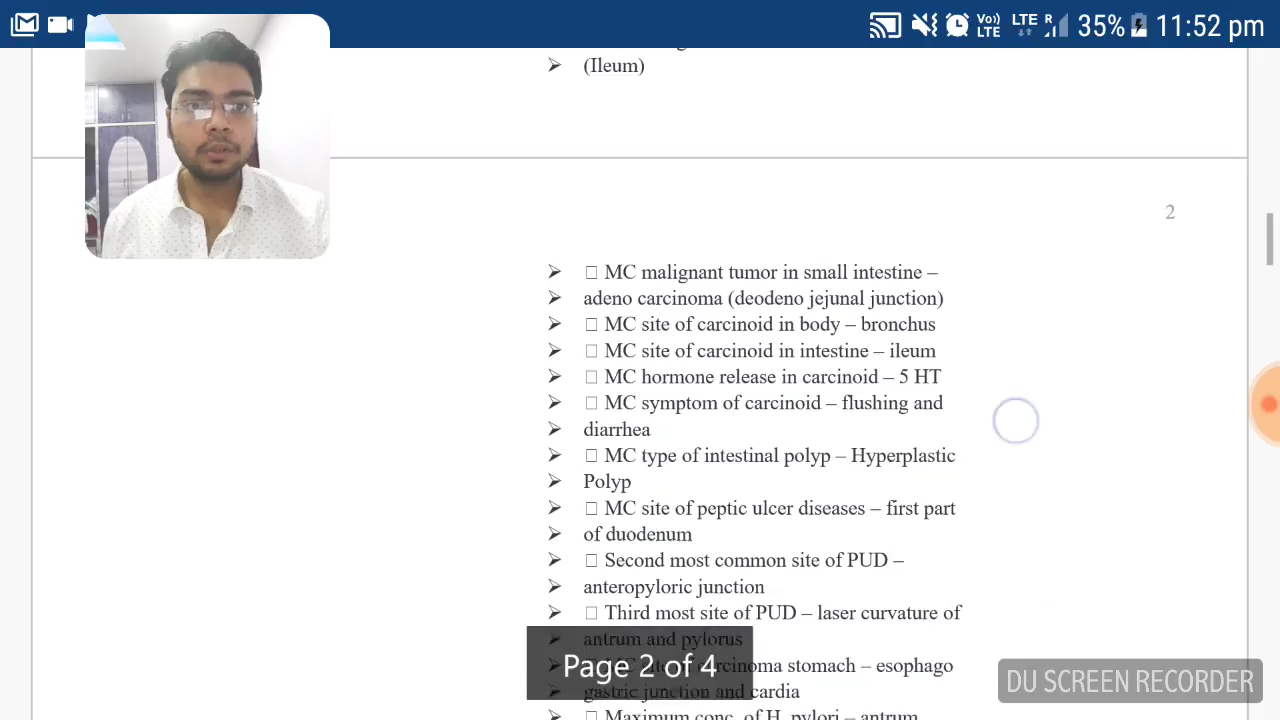 Vo))
LTE
LTE R
35%
11:52 pm
(Ileum)
2
MC malignant tumor in small intestine –
adeno carcinoma (deodeno jejunal junction)
MC site of carcinoid in body – bronchus
MC site of carcinoid in intestine – ileum
MC hormone release in carcinoid – 5 HT
MC symptom of carcinoid – flushing and
diarrhea
MC type of intestinal polyp – Hyperplastic
Polyp
MC site of peptic ulcer diseases – first part
of duodenum
Second most common site of PUD –
anteropyloric junction
Third most site of PUD – laser curvature of
antrum and pylorus
carcinoma stomach – esophago
gastric junction and cardia
Maximum conc. of H. pylori – antrum
Page 2 of 4
DU SCREEN RECORDER